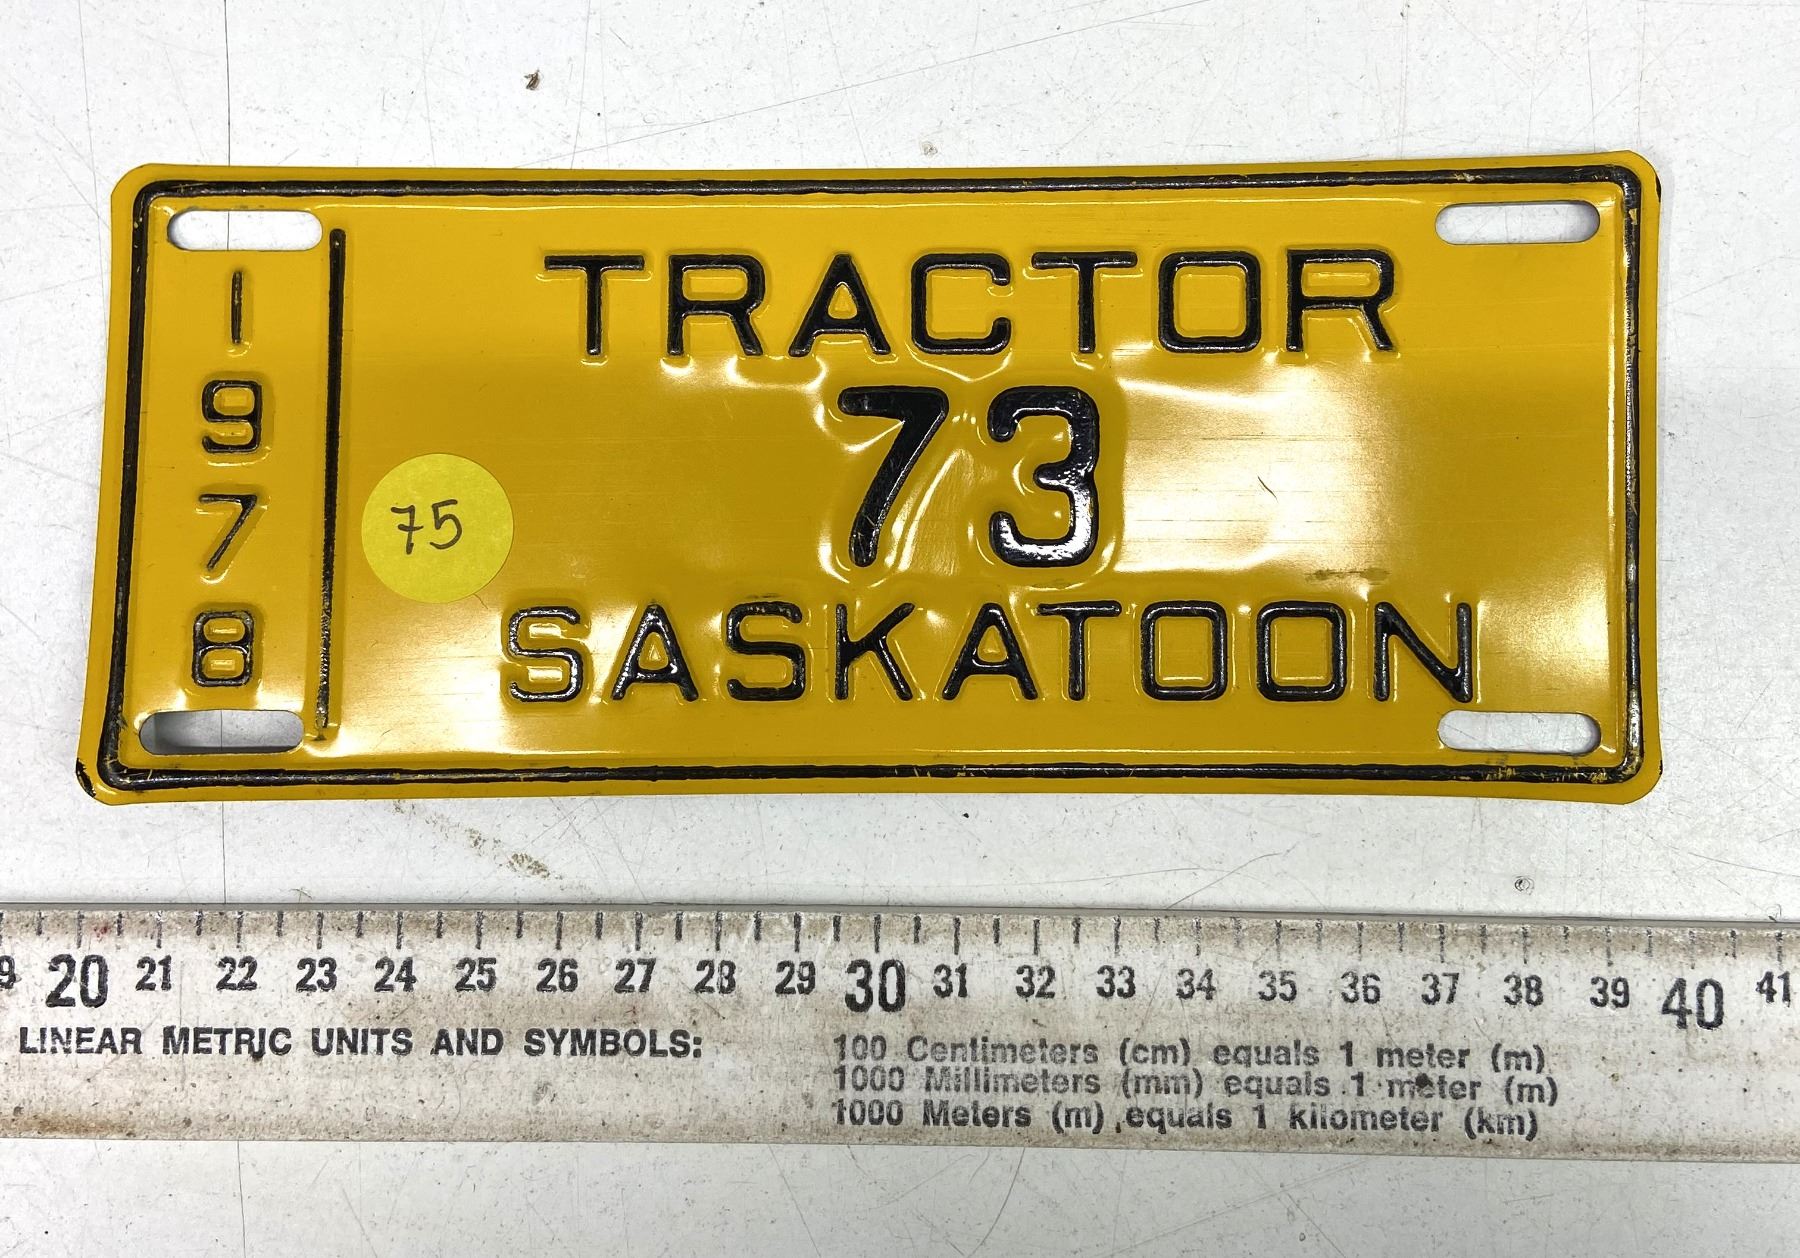 TRACTOR
1978
75
73
SASKATOON
9 20 21 22 23 24 25 26 27 28 29 30 31 32 33 34 35 36 37 38 39 40 41
LINEAR METRIC UNITS AND SYMBOLS:
100 Centimeters (cm) equals 1 meter (m)
1000 Millimeters (mm) equals 1 meter (m)
1000 Meters (m) equals 1 kilometer (km)